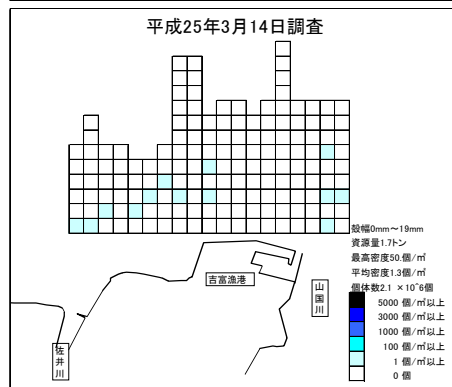 平成25年3月14日調査
殻幅0mm～19mm
資源量1.7トン
最高密度50.個/㎡
平均密度1.3個/㎡
個体数2.1 ×10^6個
5000 個/㎡以上
3000 個/㎡以上
1000 個/㎡以上
100 個/㎡以上
1 個/㎡以上
0 個
吉富漁港
山国川
佐井川